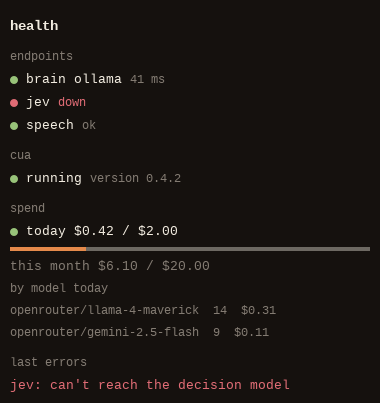 health
endpoints
brain ollama 41 ms
jev down
speech ok
cua
running version 0.4.2
spend
today $0.42 / $2.00
this month $6.10 / $20.00
by model today
openrouter/llama-4-maverick 14 $0.31
openrouter/gemini-2.5-flash 9 $0.11
last errors
jev: can't reach the decision model